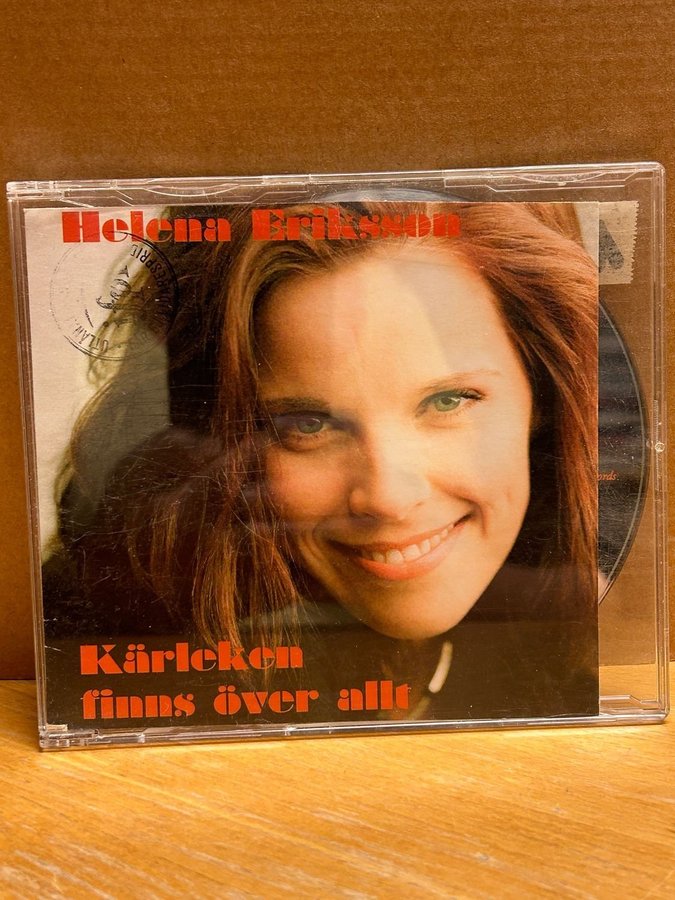 Helena Eriksson
Kärleken
finns över allt